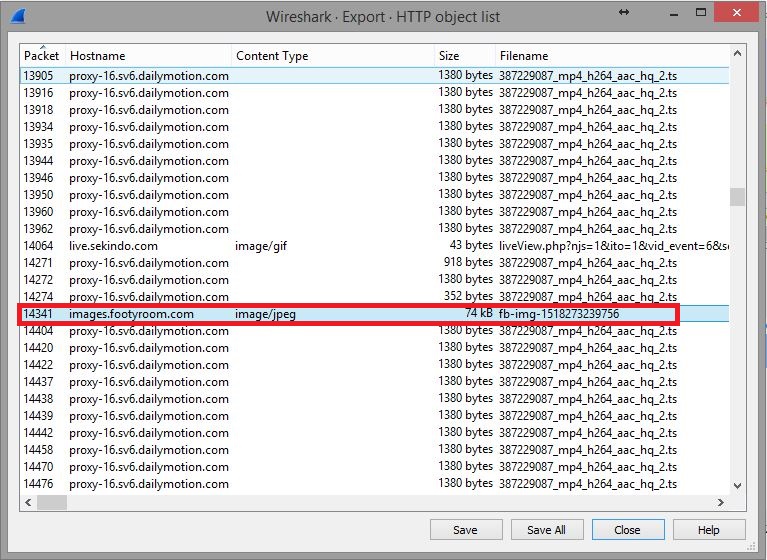 Wireshark · Export · HTTP object list
Packet Hostname Content Type Size Filename
13905 proxy-16.sv6.dailymotion.com 1380 bytes 387229087_mp4_h264_aac_hq_2.ts
13916 proxy-16.sv6.dailymotion.com 1380 bytes 387229087_mp4_h264_aac_hq_2.ts
13918 proxy-16.sv6.dailymotion.com 1380 bytes 387229087_mp4_h264_aac_hq_2.ts
13934 proxy-16.sv6.dailymotion.com 1380 bytes 387229087_mp4_h264_aac_hq_2.ts
13935 proxy-16.sv6.dailymotion.com 1380 bytes 387229087_mp4_h264_aac_hq_2.ts
13944 proxy-16.sv6.dailymotion.com 1380 bytes 387229087_mp4_h264_aac_hq_2.ts
13946 proxy-16.sv6.dailymotion.com 1380 bytes 387229087_mp4_h264_aac_hq_2.ts
13950 proxy-16.sv6.dailymotion.com 1380 bytes 387229087_mp4_h264_aac_hq_2.ts
13960 proxy-16.sv6.dailymotion.com 1380 bytes 387229087_mp4_h264_aac_hq_2.ts
13962 proxy-16.sv6.dailymotion.com 1380 bytes 387229087_mp4_h264_aac_hq_2.ts
14064 live.sekindo.com image/gif 43 bytes liveView.php?njs=1&ito=1&vid_event=6&s
14271 proxy-16.sv6.dailymotion.com 918 bytes 387229087_mp4_h264_aac_hq_2.ts
14272 proxy-16.sv6.dailymotion.com 1380 bytes 387229087_mp4_h264_aac_hq_2.ts
14274 proxy-16.sv6.dailymotion.com 352 bytes 387229087_mp4_h264_aac_hq_2.ts
14341 images.footyroom.com image/jpeg 74 kB fb-img-1518273239756
14404 proxy-16.sv6.dailymotion.com 1380 bytes 387229087_mp4_h264_aac_hq_2.ts
14420 proxy-16.sv6.dailymotion.com 1380 bytes 387229087_mp4_h264_aac_hq_2.ts
14422 proxy-16.sv6.dailymotion.com 1380 bytes 387229087_mp4_h264_aac_hq_2.ts
14437 proxy-16.sv6.dailymotion.com 1380 bytes 387229087_mp4_h264_aac_hq_2.ts
14438 proxy-16.sv6.dailymotion.com 1380 bytes 387229087_mp4_h264_aac_hq_2.ts
14439 proxy-16.sv6.dailymotion.com 1380 bytes 387229087_mp4_h264_aac_hq_2.ts
14442 proxy-16.sv6.dailymotion.com 1380 bytes 387229087_mp4_h264_aac_hq_2.ts
14458 proxy-16.sv6.dailymotion.com 1380 bytes 387229087_mp4_h264_aac_hq_2.ts
14470 proxy-16.sv6.dailymotion.com 1380 bytes 387229087_mp4_h264_aac_hq_2.ts
14476 proxy-16.sv6.dailymotion.com 1380 bytes 387229087_mp4_h264_aac_hq_2.ts
Save Save All Close Help